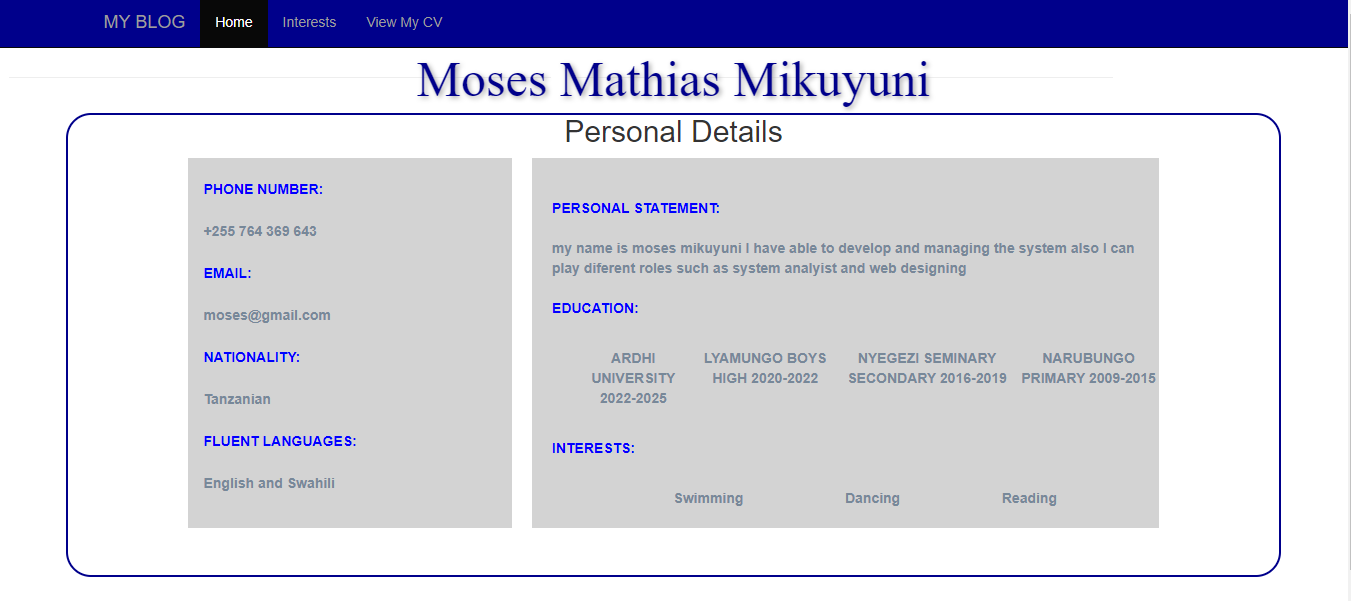 MY BLOG Home Interests View My CV
Moses Mathias Mikuyuni
Personal Details
PHONE NUMBER:
+255 764 369 643
EMAIL:
moses@gmail.com
NATIONALITY:
Tanzanian
FLUENT LANGUAGES:
English and Swahili
PERSONAL STATEMENT:
my name is moses mikuyuni I have able to develop and managing the system also I can
play diferent roles such as system analyist and web designing
EDUCATION:
ARDHI
UNIVERSITY
2022-2025
LYAMUNGO BOYS
HIGH 2020-2022
NYEGEZI SEMINARY
SECONDARY 2016-2019
NARUBUNGO
PRIMARY 2009-2015
INTERESTS:
Swimming Dancing Reading